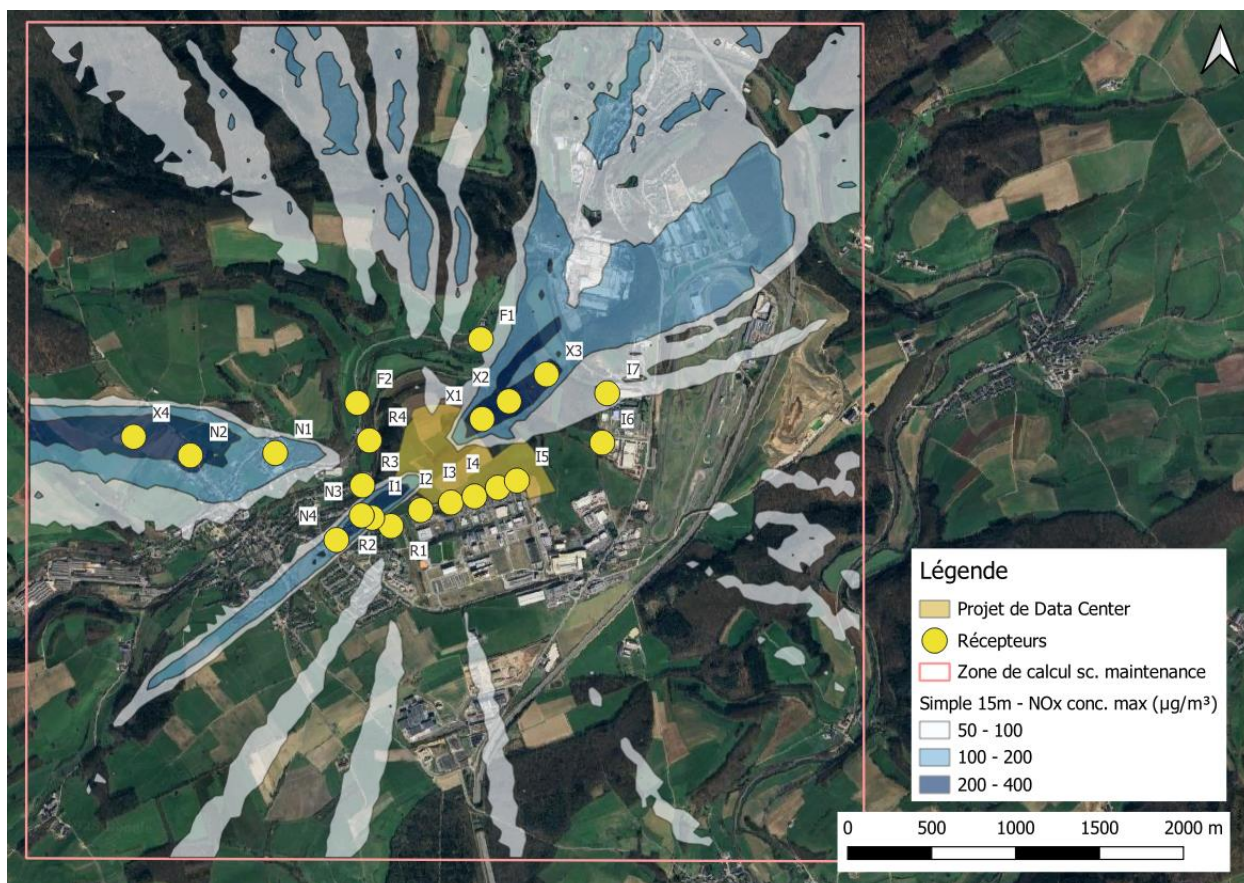 F1
X3
I7
F2
X2
X1
R4
I6
X4
N2
N1
R3
I5
I4
I3
I2
I1
N3
N4
R2
R1
Légende
Projet de Data Center
Récepteurs
Zone de calcul sc. maintenance
Simple 15m - NOx conc. max (µg/m³)
50 - 100
100 - 200
200 - 400
0 500 1000 1500 2000 m